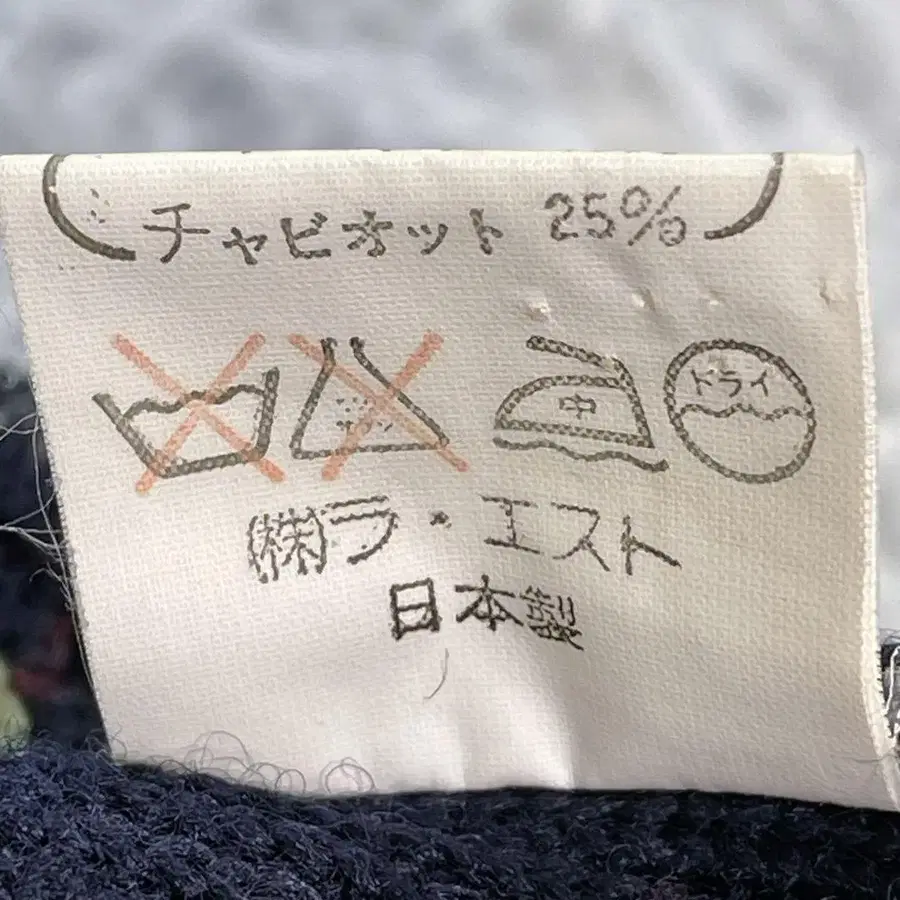 チャビオット 25%
中 ドライ
(株)ラ・エスト
日本製